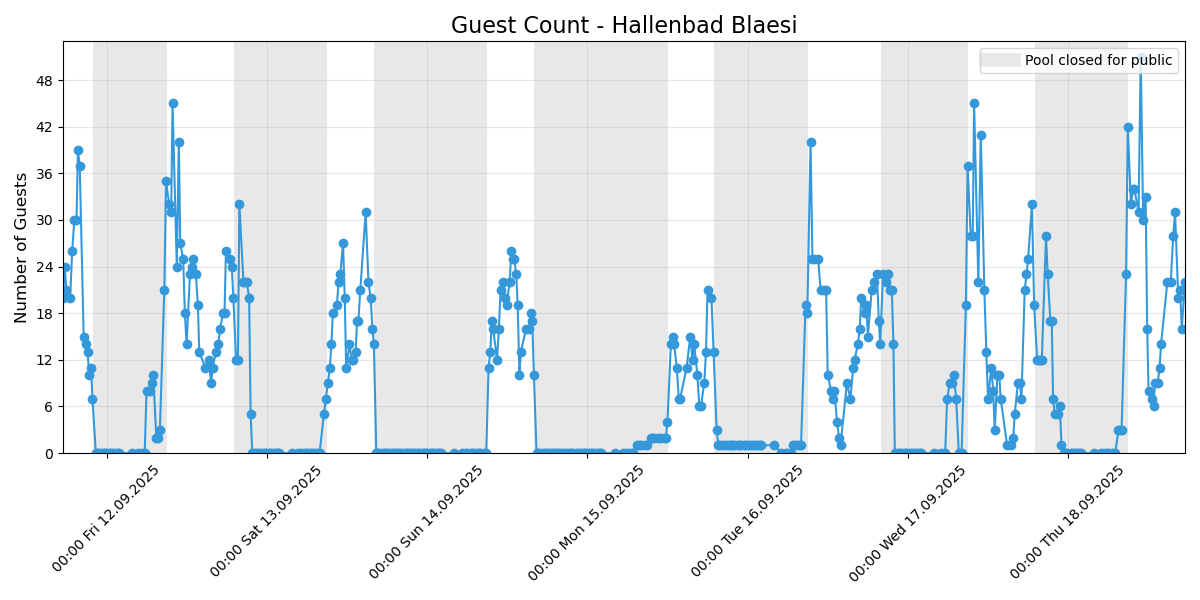 Guest Count - Hallenbad Blaesi
Pool closed for public
Number of Guests
48
42
36
30
24
18
12
6
0
00:00 Fri 12.09.2025
00:00 Sat 13.09.2025
00:00 Sun 14.09.2025
00:00 Mon 15.09.2025
00:00 Tue 16.09.2025
00:00 Wed 17.09.2025
00:00 Thu 18.09.2025